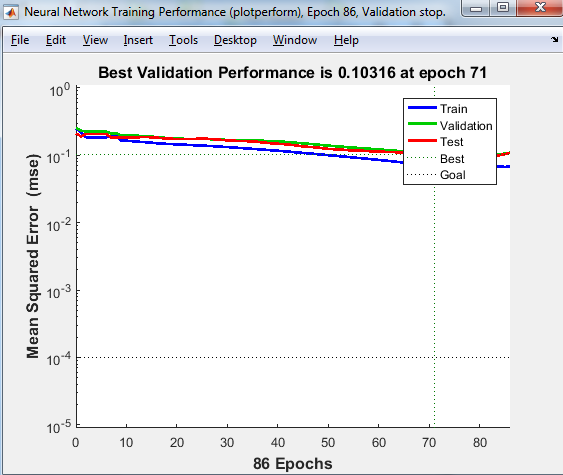 Neural Network Training Performance (plotperform), Epoch 86, Validation stop.
File Edit View Insert Tools Desktop Window Help
Best Validation Performance is 0.10316 at epoch 71
10^0
10^-1
10^-2
10^-3
10^-4
10^-5
Mean Squared Error (mse)
Train
Validation
Test
Best
Goal
0 10 20 30 40 50 60 70 80
86 Epochs